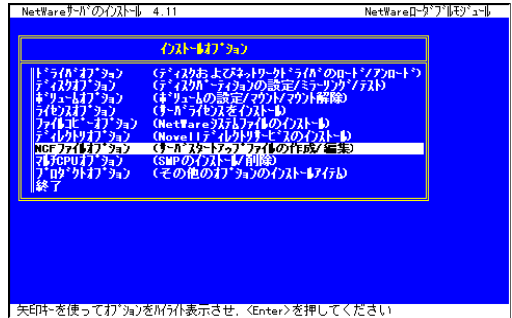 NetWareｻｰﾊﾞのｲﾝｽﾄｰﾙ 4.11 NetWareﾛｰﾀﾞﾌﾞﾙﾓｼﾞｭｰﾙ
ｲﾝｽﾄｰﾙｵﾌﾟｼｮﾝ
ﾄﾞﾗｲﾊﾞｵﾌﾟｼｮﾝ (ﾃﾞｨｽｸおよびﾈｯﾄﾜｰｸﾄﾞﾗｲﾊﾞのﾛｰﾄﾞ/ｱﾝﾛｰﾄﾞ)
ﾃﾞｨｽｸｵﾌﾟｼｮﾝ (ﾃﾞｨｽｸﾊﾟｰﾃｨｼｮﾝの設定/ﾐﾗｰﾘﾝｸﾞ/ﾃｽﾄ)
ﾎﾞﾘｭｰﾑｵﾌﾟｼｮﾝ (ﾎﾞﾘｭｰﾑの設定/ﾏｳﾝﾄ/ﾏｳﾝﾄ解除)
ﾗｲｾﾝｽｵﾌﾟｼｮﾝ (ｻｰﾊﾞﾗｲｾﾝｽをｲﾝｽﾄｰﾙ)
ﾌｧｲﾙｺﾋﾟｰｵﾌﾟｼｮﾝ (NetWareｼｽﾃﾑﾌｧｲﾙのｲﾝｽﾄｰﾙ)
ﾃﾞｨﾚｸﾄﾘｵﾌﾟｼｮﾝ (Novellﾃﾞｨﾚｸﾄﾘｻｰﾋﾞｽのｲﾝｽﾄｰﾙ)
NCFﾌｧｲﾙｵﾌﾟｼｮﾝ (ｻｰﾊﾞｽﾀｰﾄｱｯﾌﾟﾌｧｲﾙの作成/編集)
ﾏﾙﾁCPUｵﾌﾟｼｮﾝ (SMPのｲﾝｽﾄｰﾙ/削除)
ﾌﾟﾛﾀﾞｸﾄｵﾌﾟｼｮﾝ (その他のｵﾌﾟｼｮﾝのｲﾝｽﾄｰﾙｱｲﾃﾑ)
終了
矢印ｷｰを使ってｵﾌﾟｼｮﾝをﾊｲﾗｲﾄ表示させ, <Enter>を押してください